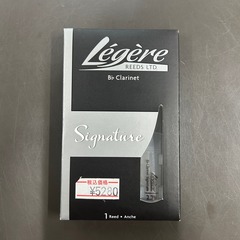 Légère
REEDS LTD
B♭ Clarinet
Signature
税込価格
¥5280
1 Reed • Anche